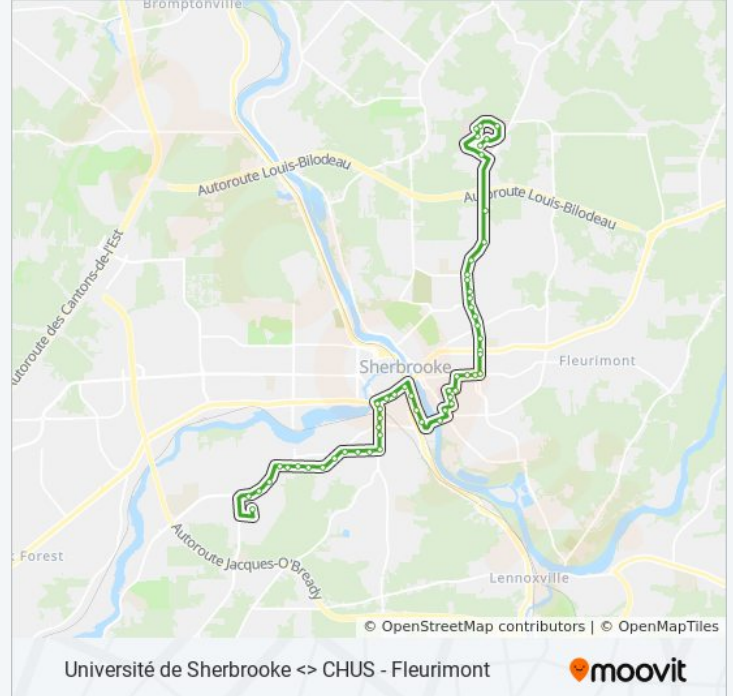 Bromptonville
Autoroute Louis-Bilodeau
Autoroute Louis-Bilodeau
utoroute des Cantons-de-l'Est
Sherbrooke
Fleurimont
Forest
Autoroute Jacques-O'Bready
Lennoxville
© OpenStreetMap contributors | © OpenMapTiles
Université de Sherbrooke <> CHUS - Fleurimont
moovit